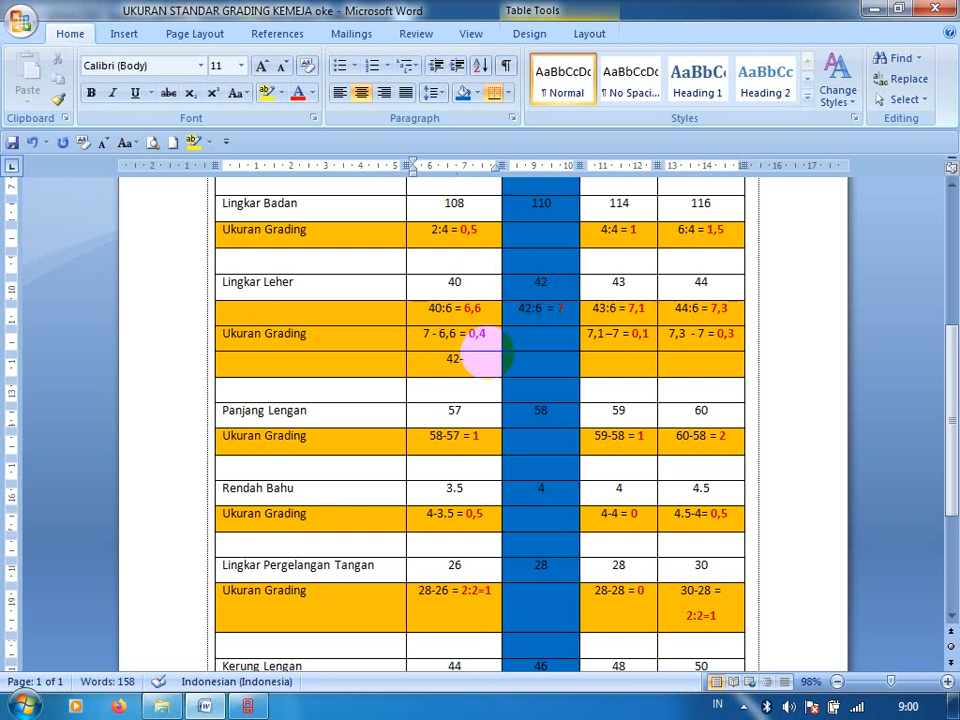 UKURAN STANDAR GRADING KEMEJA oke - Microsoft Word
Table Tools
Home Insert Page Layout References Mailings Review View Design Layout
Calibri (Body) 11
Paste
B I U abc x₂ x² Aa
AaBbCcDc AaBbCcDc AaBbC AaBbCc
¶ Normal ¶ No Spaci... Heading 1 Heading 2
Change Styles
Find
Replace
Select
Clipboard Font Paragraph Styles Editing
Lingkar Badan 108 110 114 116
Ukuran Grading 2:4 = 0,5 4:4 = 1 6:4 = 1,5
Lingkar Leher 40 42 43 44
40:6 = 6,6 42:6 = 7 43:6 = 7,1 44:6 = 7,3
Ukuran Grading 7 - 6,6 = 0,4 7,1–7 = 0,1 7,3 - 7 = 0,3
42-
Panjang Lengan 57 58 59 60
Ukuran Grading 58-57 = 1 59-58 = 1 60-58 = 2
Rendah Bahu 3.5 4 4 4.5
Ukuran Grading 4-3.5 = 0,5 4-4 = 0 4.5-4= 0,5
Lingkar Pergelangan Tangan 26 28 28 30
Ukuran Grading 28-26 = 2:2=1 28-28 = 0 30-28 =
2:2=1
Kerung Lengan 44 46 48 50
Page: 1 of 1 Words: 158 Indonesian (Indonesia) 98%
IN 9:00